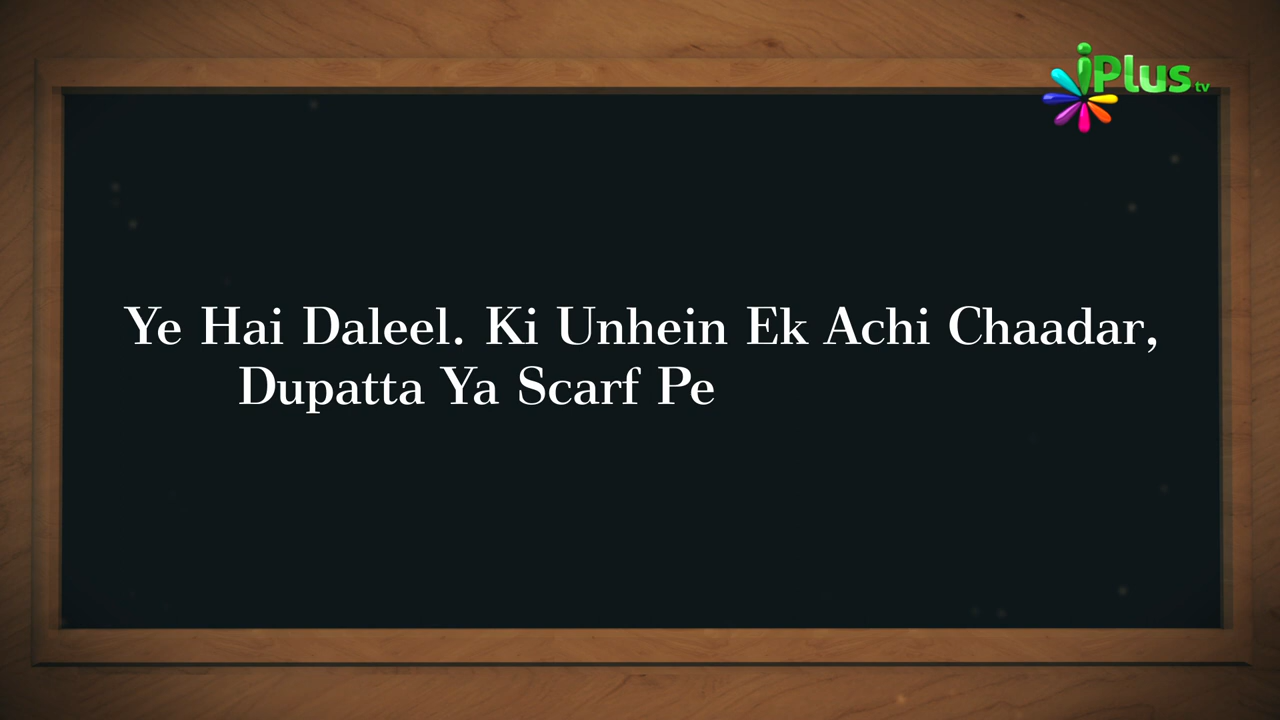 iPlus tv
Ye Hai Daleel. Ki Unhein Ek Achi Chaadar,
Dupatta Ya Scarf Pe